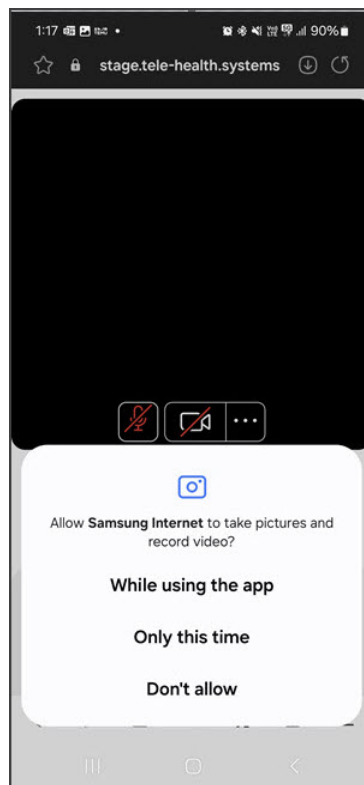 1:17 90%
stage.tele-health.systems
Allow Samsung Internet to take pictures and
record video?
While using the app
Only this time
Don't allow